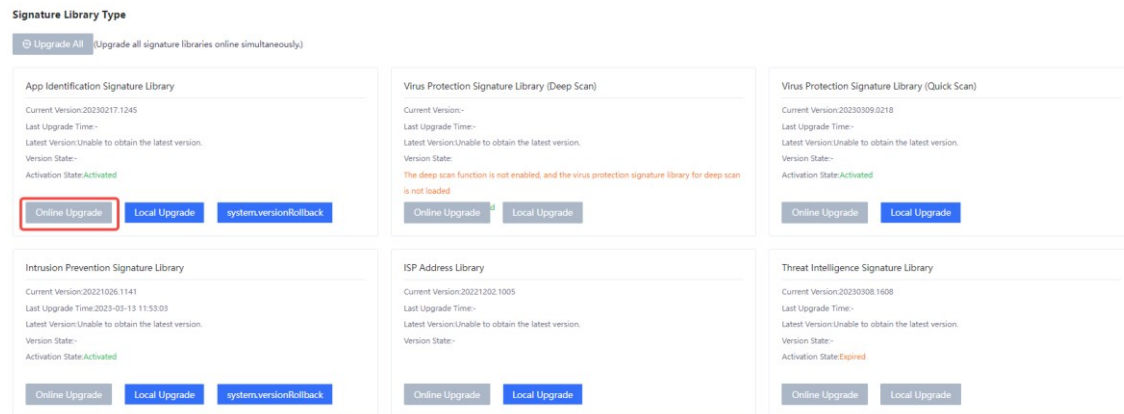 Signature Library Type
Upgrade All (Upgrade all signature libraries online simultaneously.)
App Identification Signature Library
Current Version:20230217.1245
Last Upgrade Time:-
Latest Version:Unable to obtain the latest version.
Version State:-
Activation State:Activated
Online Upgrade Local Upgrade system.versionRollback
Virus Protection Signature Library (Deep Scan)
Current Version:-
Last Upgrade Time:-
Latest Version:Unable to obtain the latest version.
Version State:
The deep scan function is not enabled, and the virus protection signature library for deep scan
is not loaded
Online Upgrade d Local Upgrade
Virus Protection Signature Library (Quick Scan)
Current Version:20230309.0218
Last Upgrade Time:-
Latest Version:Unable to obtain the latest version.
Version State:-
Activation State:Activated
Online Upgrade Local Upgrade
Intrusion Prevention Signature Library
Current Version:20221026.1141
Last Upgrade Time:2023-03-13 11:53:03
Latest Version:Unable to obtain the latest version.
Version State:-
Activation State:Activated
Online Upgrade Local Upgrade system.versionRollback
ISP Address Library
Current Version:20221202.1005
Last Upgrade Time:-
Latest Version:Unable to obtain the latest version.
Version State:-
Online Upgrade Local Upgrade
Threat Intelligence Signature Library
Current Version:20230308.1608
Last Upgrade Time:-
Latest Version:Unable to obtain the latest version.
Version State:-
Activation State:Expired
Online Upgrade Local Upgrade